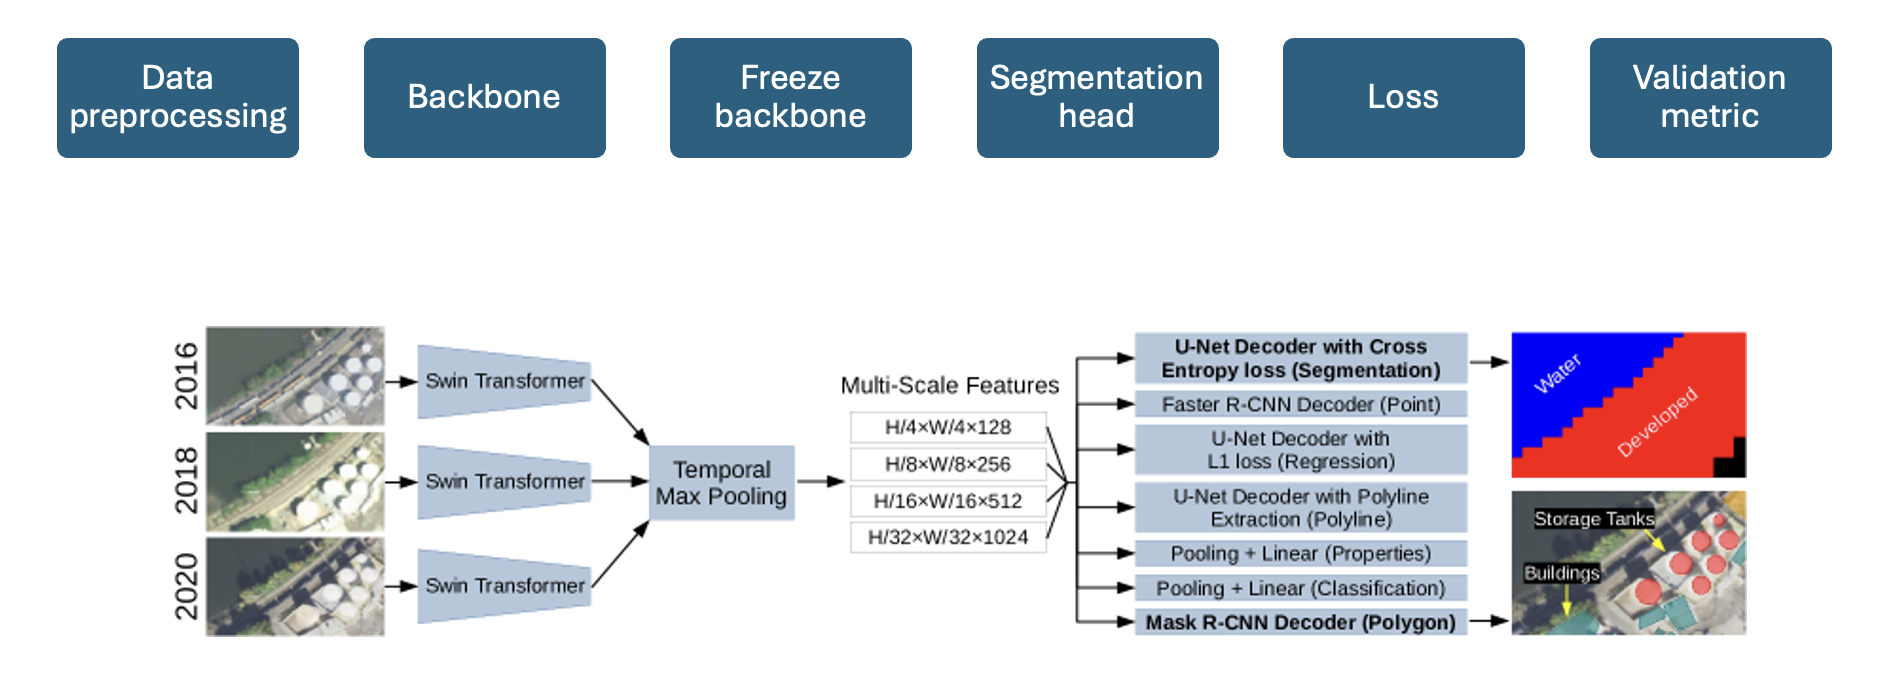 Data
preprocessing
Backbone
Freeze
backbone
Segmentation
head
Loss
Validation
metric
2016
2018
2020
Swin Transformer
Swin Transformer
Swin Transformer
Temporal
Max Pooling
Multi-Scale Features
H/4×W/4×128
H/8×W/8×256
H/16×W/16×512
H/32×W/32×1024
U-Net Decoder with Cross
Entropy loss (Segmentation)
Faster R-CNN Decoder (Point)
U-Net Decoder with
L1 loss (Regression)
U-Net Decoder with Polyline
Extraction (Polyline)
Pooling + Linear (Properties)
Pooling + Linear (Classification)
Mask R-CNN Decoder (Polygon)
Water
Developed
Storage Tanks
Buildings